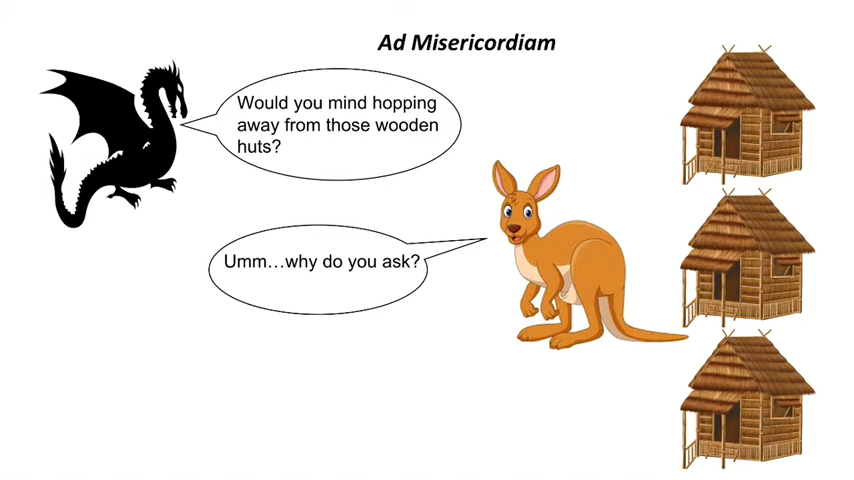 Ad Misericordiam
Would you mind hopping
away from those wooden
huts?
Umm…why do you ask?